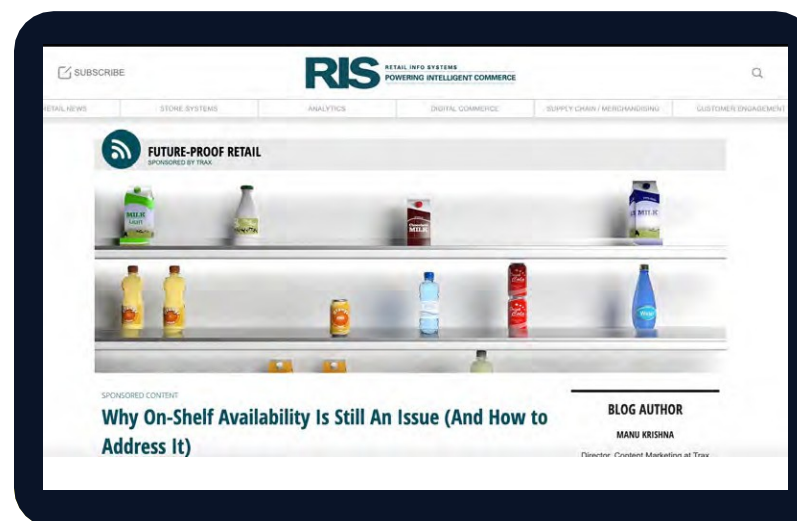 SUBSCRIBE
RIS
RETAIL INFO SYSTEMS
POWERING INTELLIGENT COMMERCE
RETAIL NEWS
STORE SYSTEMS
ANALYTICS
DIGITAL COMMERCE
SUPPLY CHAIN / MERCHANDISING
CUSTOMER ENGAGEMENT
FUTURE-PROOF RETAIL
SPONSORED BY TRAX
MILK
Lean
MILK
MILK
SPONSORED CONTENT
Why On-Shelf Availability Is Still An Issue (And How to
Address It)
BLOG AUTHOR
MANU KRISHNA
Director, Content Marketing at Trax